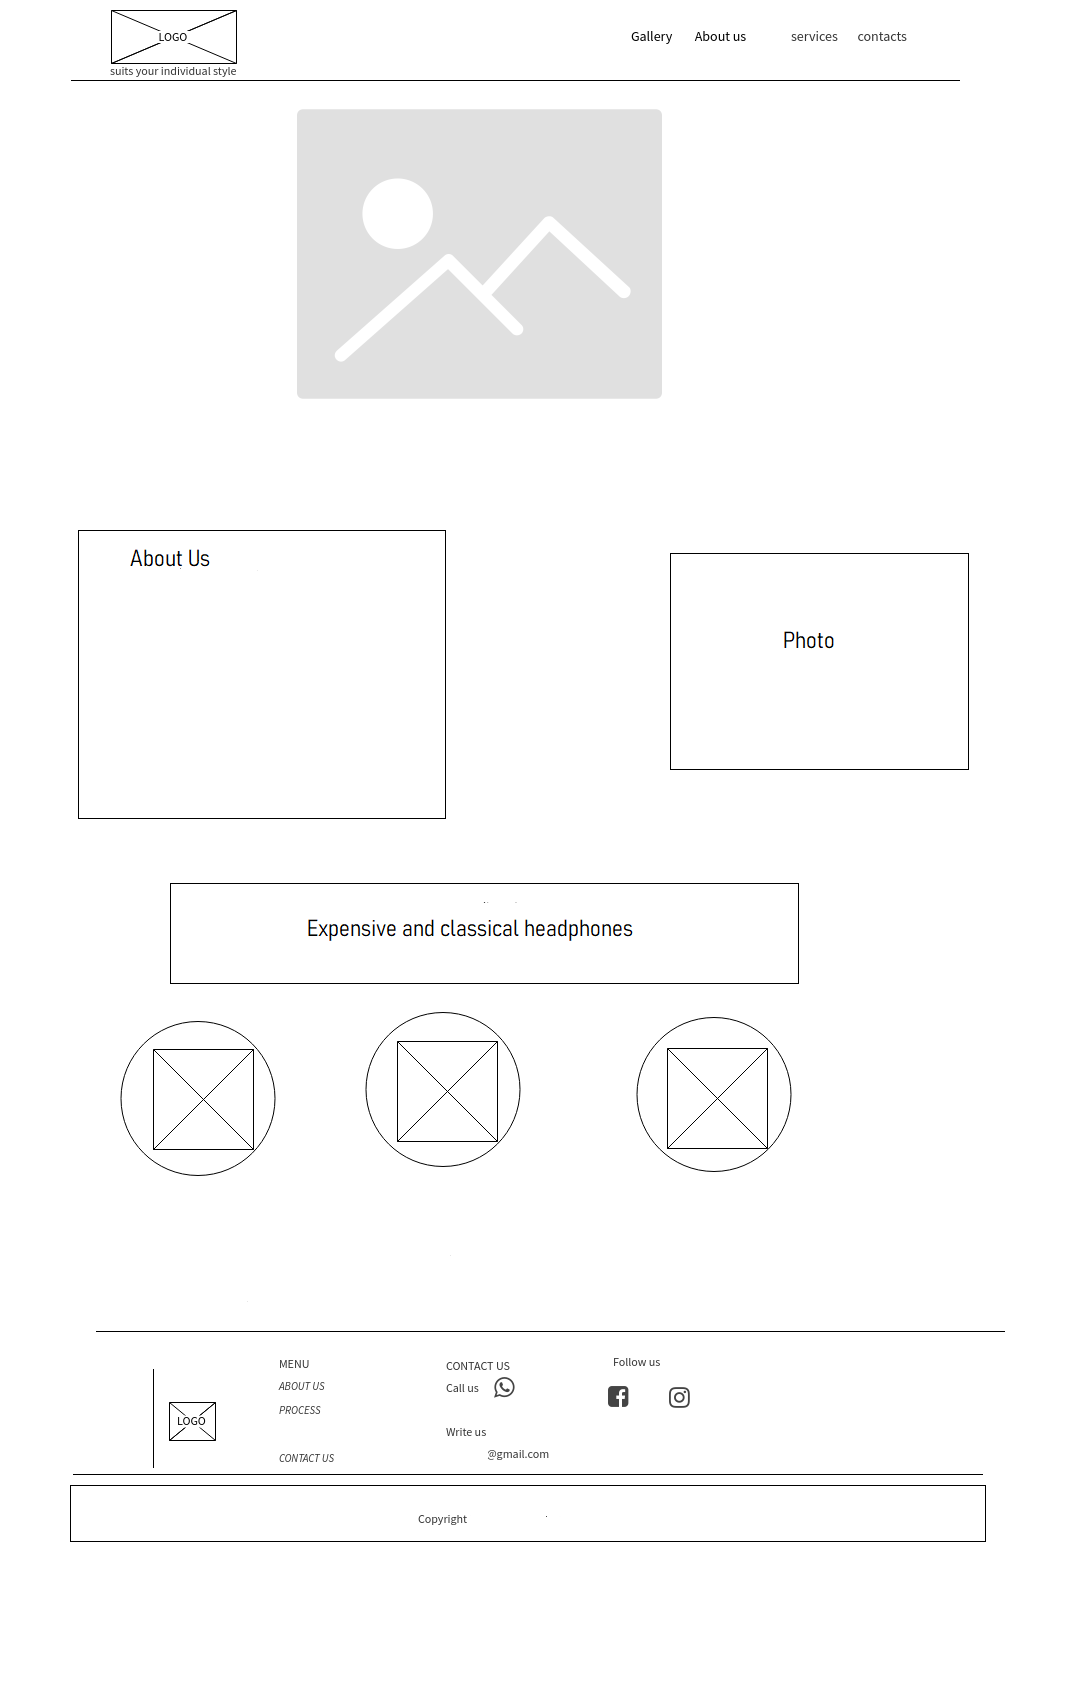 LOGO
suits your individual style
Gallery About us services contacts
About Us
Photo
Expensive and classical headphones
LOGO
MENU
ABOUT US
PROCESS
CONTACT US
CONTACT US
Call us
Write us
@gmail.com
Follow us
Copyright